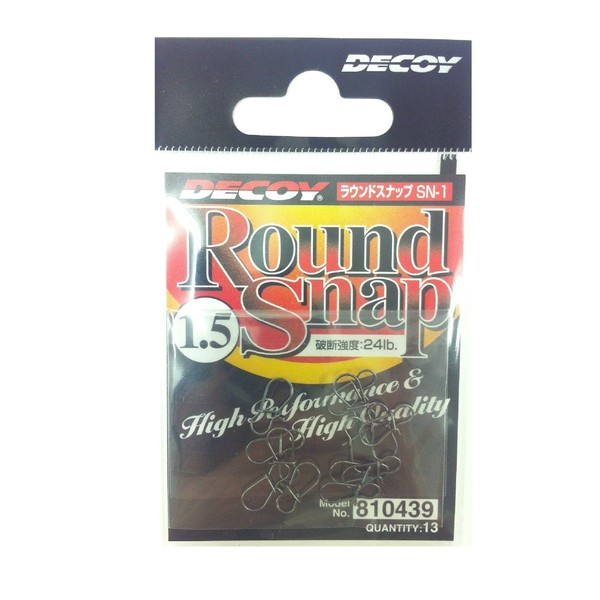 DECOY
DECOY® ラウンドスナップ SN-1
Round
Snap
1.5
破断強度:24lb.
High Performance &
High Quality
Model
No. 810439
QUANTITY:13